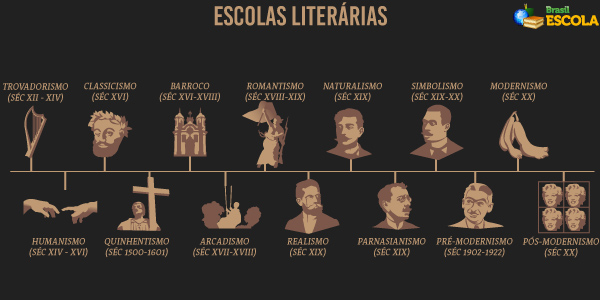 ESCOLAS LITERÁRIAS
Brasil
ESCOLA
TROVADORISMO
(SÉC XII - XIV)
CLASSICISMO
(SÉC XVI)
BARROCO
(SÉC XVI-XVIII)
ROMANTISMO
(SÉC XVIII-XIX)
NATURALISMO
(SÉC XIX)
SIMBOLISMO
(SÉC XIX-XX)
MODERNISMO
(SÉC XX)
HUMANISMO
(SÉC XIV - XVI)
QUINHENTISMO
(SÉC 1500-1601)
ARCADISMO
(SÉC XVII-XVIII)
REALISMO
(SÉC XIX)
PARNASIANISMO
(SÉC XIX)
PRÉ-MODERNISMO
(SÉC 1902-1922)
PÓS-MODERNISMO
(SÉC XX)